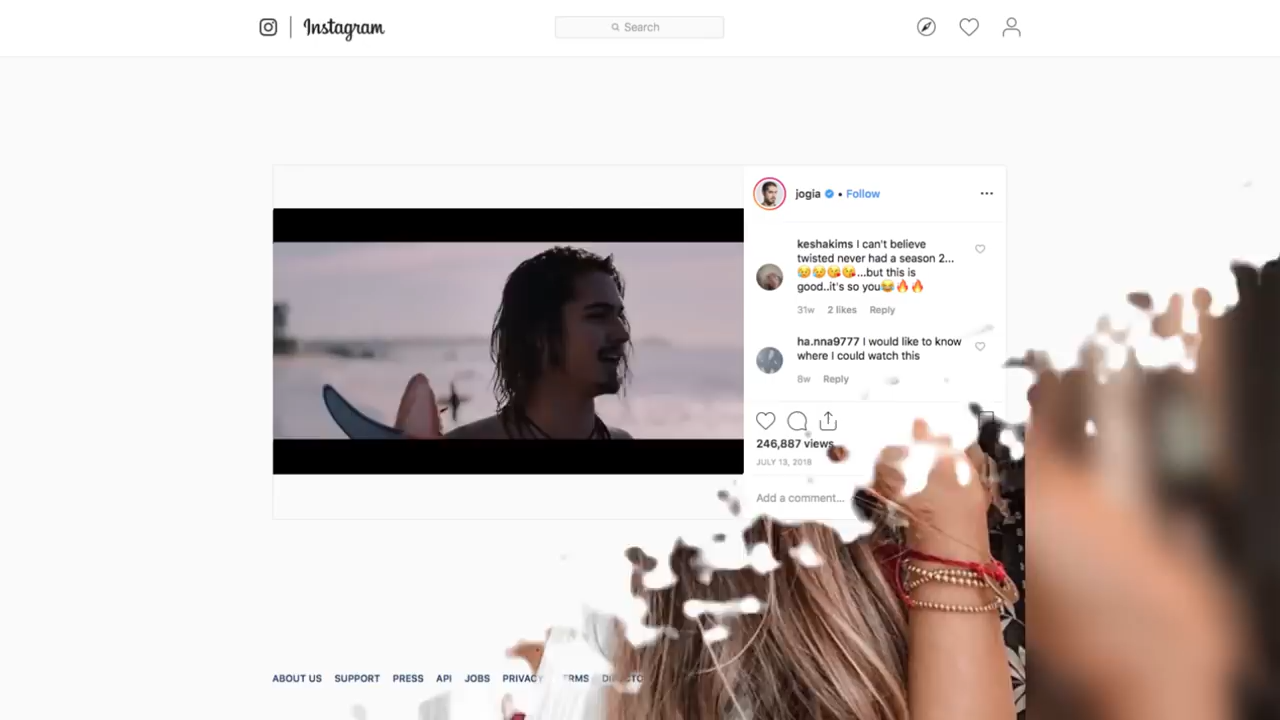 Instagram
Search
jogia • Follow
keshakims I can't believe
twisted never had a season 2...
😥😥😘😘...but this is
good..it's so you😂🔥🔥
31w 2 likes Reply
ha.nna9777 I would like to know
where I could watch this
8w Reply
246,887 views
JULY 13, 2018
Add a comment...
ABOUT US SUPPORT PRESS API JOBS PRIVACY